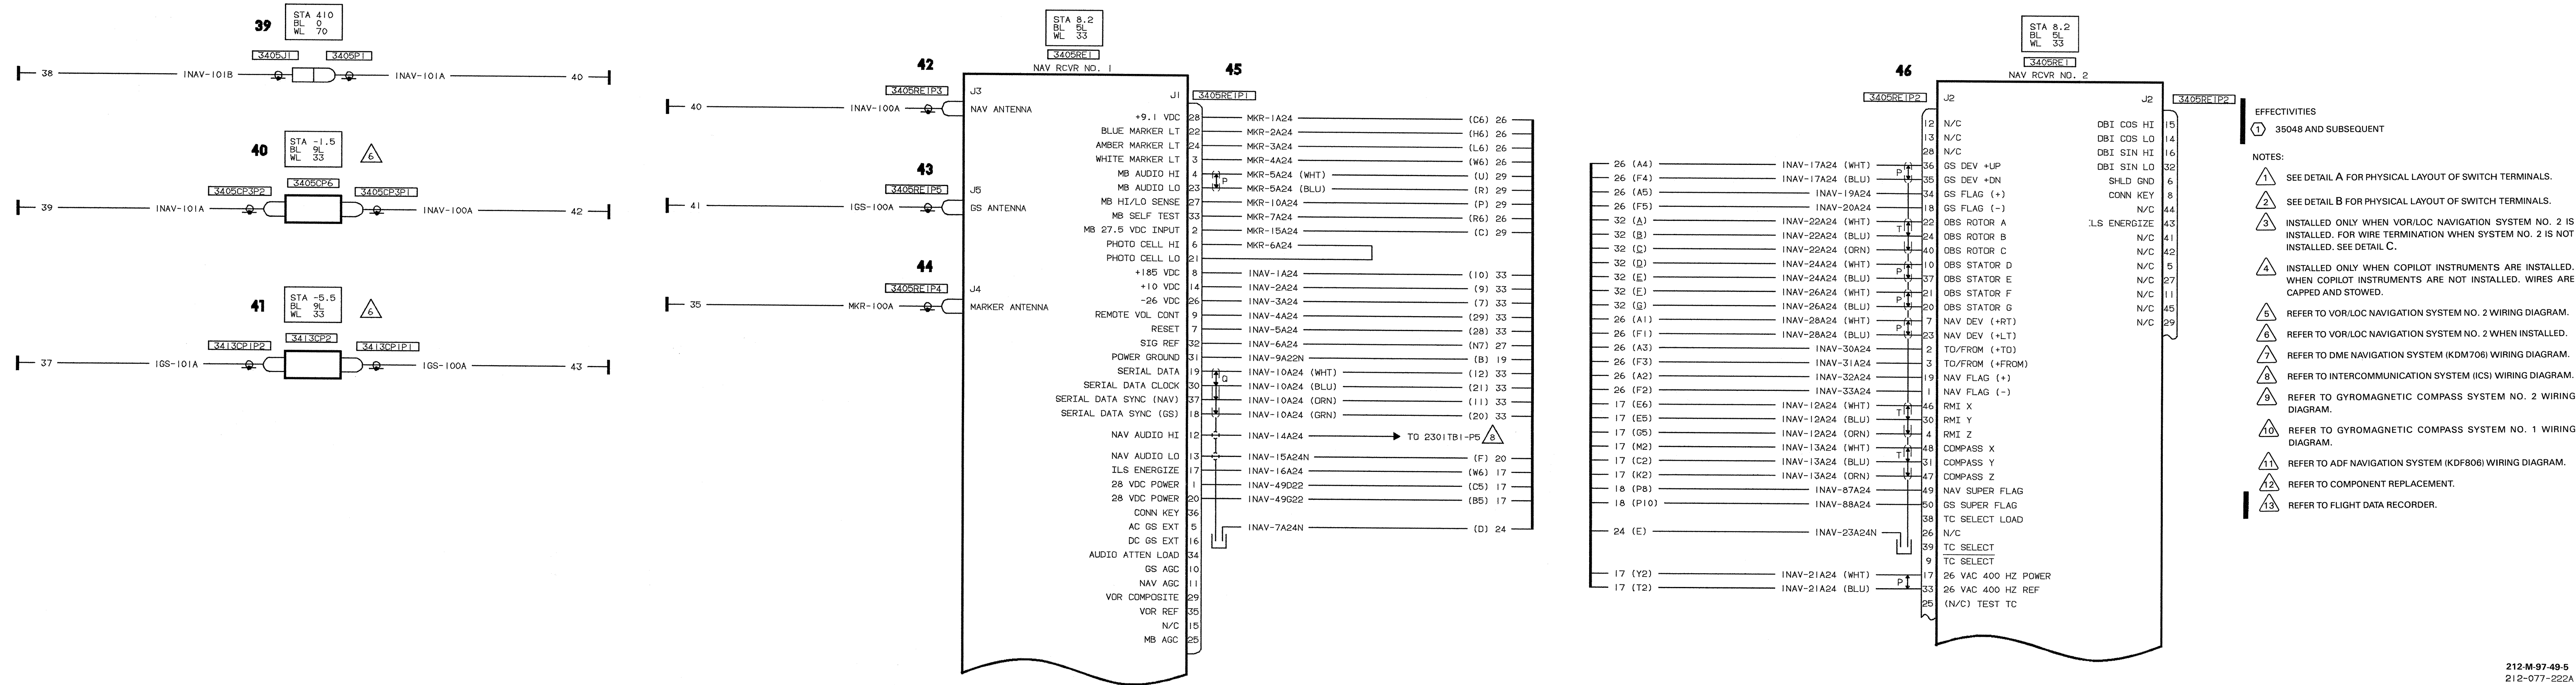 39
STA 410
BL 0
WL 70
3405J1 3405P1
38 INAV-101B INAV-101A 40
40
STA -1.5
BL 9L
WL 33
6
3405CP3P2 3405CP6 3405CP3P1
39 INAV-101A INAV-100A 42
41
STA -5.5
BL 9L
WL 33
6
3413CP1P2 3413CP2 3413CP1P1
37 IGS-101A IGS-100A 43
STA 8.2
BL 5L
WL 33
3405RE1
NAV RCVR NO. 1
42
3405RE1P3 J3
40 INAV-100A NAV ANTENNA
43
3405RE1P5 J5
41 IGS-100A GS ANTENNA
44
3405RE1P4 J4
35 MKR-100A MARKER ANTENNA
45
J1 3405RE1P1
+9.1 VDC 28 MKR-1A24 (C6) 26
BLUE MARKER LT 22 MKR-2A24 (H6) 26
AMBER MARKER LT 24 MKR-3A24 (L6) 26
WHITE MARKER LT 3 MKR-4A24 (W6) 26
MB AUDIO HI 4 MKR-5A24 (WHT) (U) 29
P
MB AUDIO LO 23 MKR-5A24 (BLU) (R) 29
MB HI/LO SENSE 27 MKR-10A24 (P) 29
MB SELF TEST 33 MKR-7A24 (R6) 26
MB 27.5 VDC INPUT 2 MKR-15A24 (C) 29
PHOTO CELL HI 6 MKR-6A24
PHOTO CELL LO 21
+185 VDC 8 INAV-1A24 (10) 33
+10 VDC 14 INAV-2A24 (9) 33
-26 VDC 26 INAV-3A24 (7) 33
REMOTE VOL CONT 9 INAV-4A24 (29) 33
RESET 7 INAV-5A24 (28) 33
SIG REF 32 INAV-6A24 (N7) 27
POWER GROUND 31 INAV-9A22N (B) 19
SERIAL DATA 19 INAV-10A24 (WHT) (12) 33
Q
SERIAL DATA CLOCK 30 INAV-10A24 (BLU) (21) 33
SERIAL DATA SYNC (NAV) 37 INAV-10A24 (ORN) (11) 33
SERIAL DATA SYNC (GS) 18 INAV-10A24 (GRN) (20) 33
NAV AUDIO HI 12 INAV-14A24 TO 2301TB1-P5 8
NAV AUDIO LO 13 INAV-15A24N (F) 20
ILS ENERGIZE 17 INAV-16A24 (W6) 17
28 VDC POWER 1 INAV-49D22 (C5) 17
28 VDC POWER 20 INAV-49G22 (B5) 17
CONN KEY 36
AC GS EXT 5 INAV-7A24N (D) 24
DC GS EXT 16
AUDIO ATTEN LOAD 34
GS AGC 10
NAV AGC 11
VOR COMPOSITE 29
VOR REF 35
N/C 15
MB AGC 25
STA 8.2
BL 5L
WL 33
3405RE1
NAV RCVR NO. 2
46
3405RE1P2 J2
12 N/C
13 N/C
28 N/C
26 (A4) INAV-17A24 (WHT) 36 GS DEV +UP
P
26 (F4) INAV-17A24 (BLU) 35 GS DEV +DN
26 (A5) INAV-19A24 34 GS FLAG (+)
26 (F5) INAV-20A24 18 GS FLAG (-)
32 (A) INAV-22A24 (WHT) 22 OBS ROTOR A
T
32 (B) INAV-22A24 (BLU) 24 OBS ROTOR B
32 (C) INAV-22A24 (ORN) 40 OBS ROTOR C
32 (D) INAV-24A24 (WHT) 10 OBS STATOR D
P
32 (E) INAV-24A24 (BLU) 37 OBS STATOR E
32 (F) INAV-26A24 (WHT) 21 OBS STATOR F
P
32 (G) INAV-26A24 (BLU) 20 OBS STATOR G
26 (A1) INAV-28A24 (WHT) 7 NAV DEV (+RT)
P
26 (F1) INAV-28A24 (BLU) 23 NAV DEV (+LT)
26 (A3) INAV-30A24 2 TO/FROM (+TO)
26 (F3) INAV-31A24 3 TO/FROM (+FROM)
26 (A2) INAV-32A24 19 NAV FLAG (+)
26 (F2) INAV-33A24 1 NAV FLAG (-)
17 (E6) INAV-12A24 (WHT) 46 RMI X
T
17 (E5) INAV-12A24 (BLU) 30 RMI Y
17 (G5) INAV-12A24 (ORN) 4 RMI Z
17 (M2) INAV-13A24 (WHT) 48 COMPASS X
T
17 (C2) INAV-13A24 (BLU) 31 COMPASS Y
17 (K2) INAV-13A24 (ORN) 47 COMPASS Z
18 (P8) INAV-87A24 49 NAV SUPER FLAG
18 (P10) INAV-88A24 50 GS SUPER FLAG
38 TC SELECT LOAD
24 (E) INAV-23A24N 26 N/C
39 TC SELECT
9 TC SELECT
17 (Y2) INAV-21A24 (WHT) 17 26 VAC 400 HZ POWER
P
17 (T2) INAV-21A24 (BLU) 33 26 VAC 400 HZ REF
25 (N/C) TEST TC
J2 3405RE1P2
DBI COS HI 15
DBI COS LO 14
DBI SIN HI 16
DBI SIN LO 32
SHLD GND 6
CONN KEY 8
N/C 44
ILS ENERGIZE 43
N/C 41
N/C 42
N/C 5
N/C 27
N/C 11
N/C 45
N/C 29
EFFECTIVITIES
1 35048 AND SUBSEQUENT
NOTES:
1 SEE DETAIL A FOR PHYSICAL LAYOUT OF SWITCH TERMINALS.
2 SEE DETAIL B FOR PHYSICAL LAYOUT OF SWITCH TERMINALS.
3 INSTALLED ONLY WHEN VOR/LOC NAVIGATION SYSTEM NO. 2 IS
INSTALLED. FOR WIRE TERMINATION WHEN SYSTEM NO. 2 IS NOT
INSTALLED. SEE DETAIL C.
4 INSTALLED ONLY WHEN COPILOT INSTRUMENTS ARE INSTALLED.
WHEN COPILOT INSTRUMENTS ARE NOT INSTALLED. WIRES ARE
CAPPED AND STOWED.
5 REFER TO VOR/LOC NAVIGATION SYSTEM NO. 2 WIRING DIAGRAM.
6 REFER TO VOR/LOC NAVIGATION SYSTEM NO. 2 WHEN INSTALLED.
7 REFER TO DME NAVIGATION SYSTEM (KDM706) WIRING DIAGRAM.
8 REFER TO INTERCOMMUNICATION SYSTEM (ICS) WIRING DIAGRAM.
9 REFER TO GYROMAGNETIC COMPASS SYSTEM NO. 2 WIRING
DIAGRAM.
10 REFER TO GYROMAGNETIC COMPASS SYSTEM NO. 1 WIRING
DIAGRAM.
11 REFER TO ADF NAVIGATION SYSTEM (KDF806) WIRING DIAGRAM.
12 REFER TO COMPONENT REPLACEMENT.
13 REFER TO FLIGHT DATA RECORDER.
212-M-97-49-5
212-077-222A